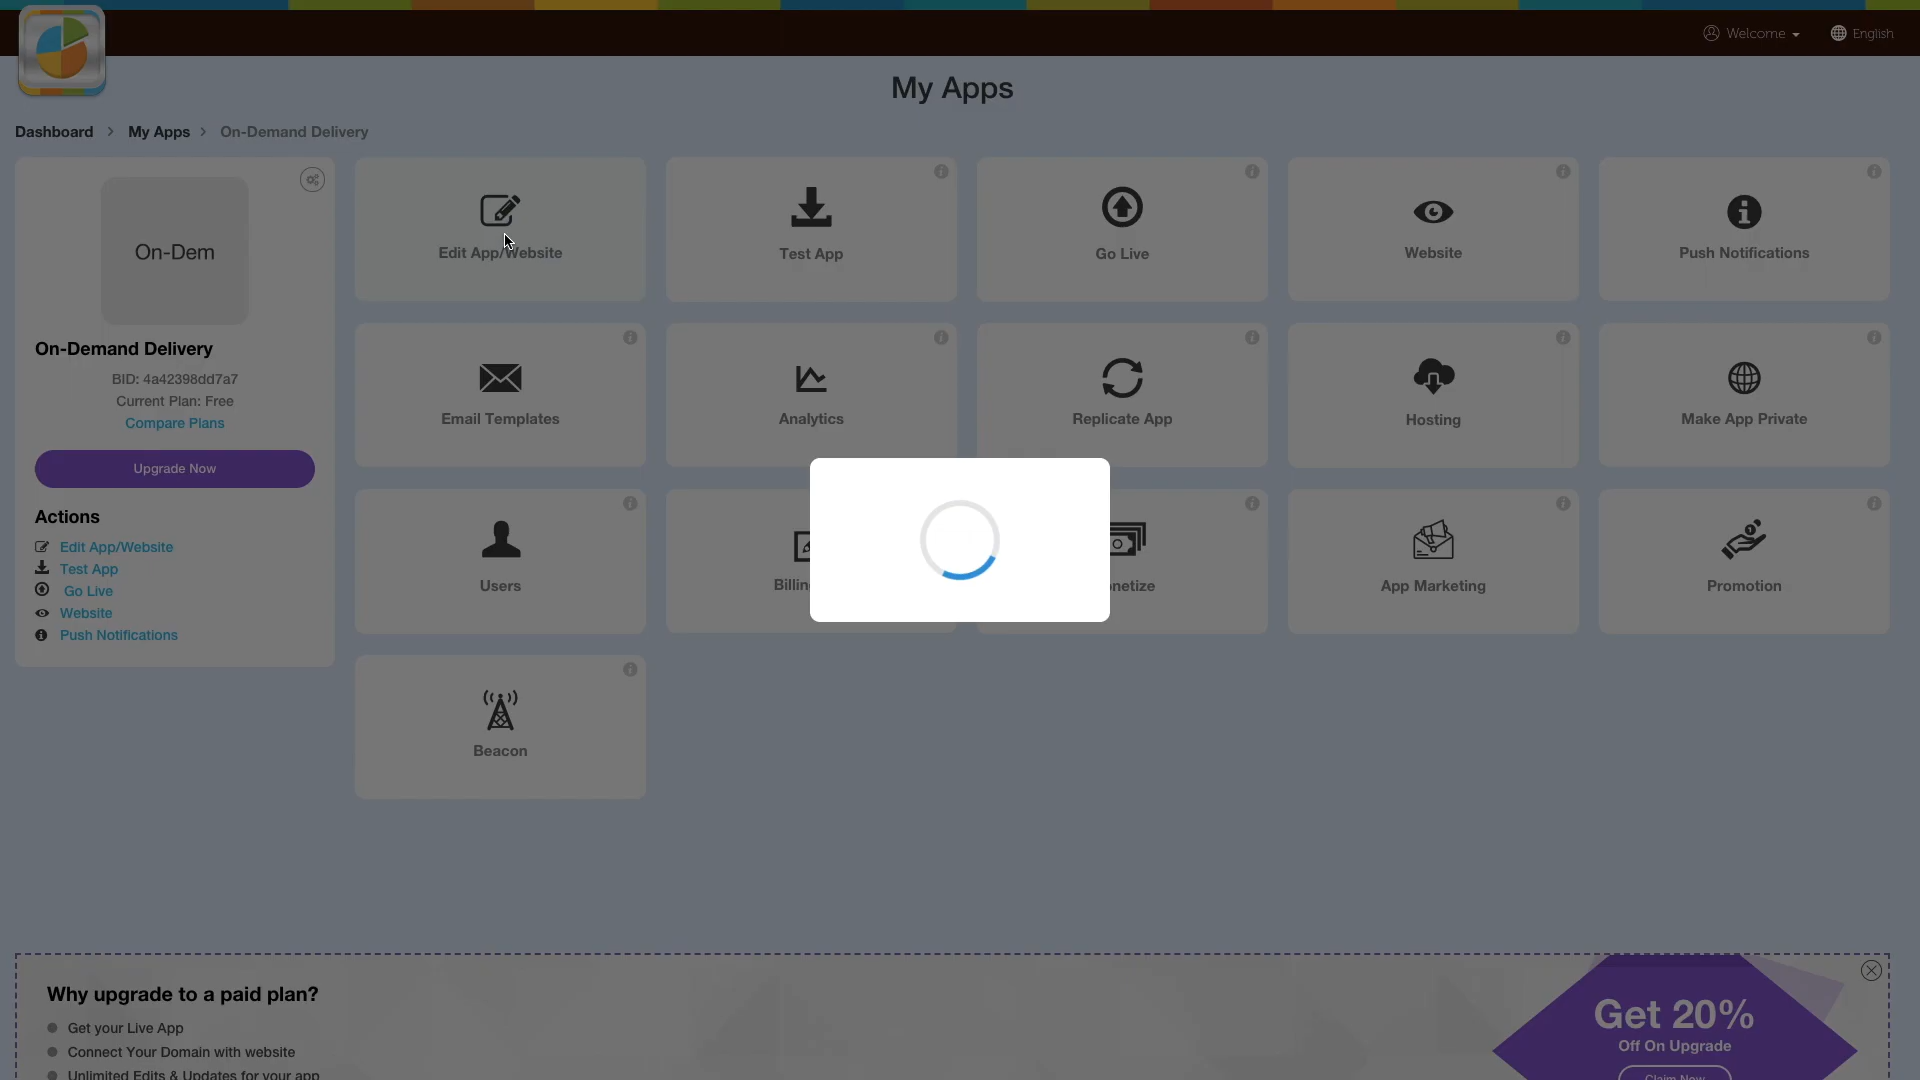 Welcome
English
My Apps
Dashboard > My Apps > On-Demand Delivery
On-Dem
On-Demand Delivery
BID: 4a42398dd7a7
Current Plan: Free
Compare Plans
Upgrade Now
Actions
Edit App/Website
Test App
Go Live
Website
Push Notifications
Edit App/Website
Test App
Go Live
Website
Push Notifications
Email Templates
Analytics
Replicate App
Hosting
Make App Private
Users
Billin
netize
App Marketing
Promotion
Beacon
Why upgrade to a paid plan?
Get your Live App
Connect Your Domain with website
Unlimited Edits & Updates for your app
Get 20%
Off On Upgrade
Claim Now